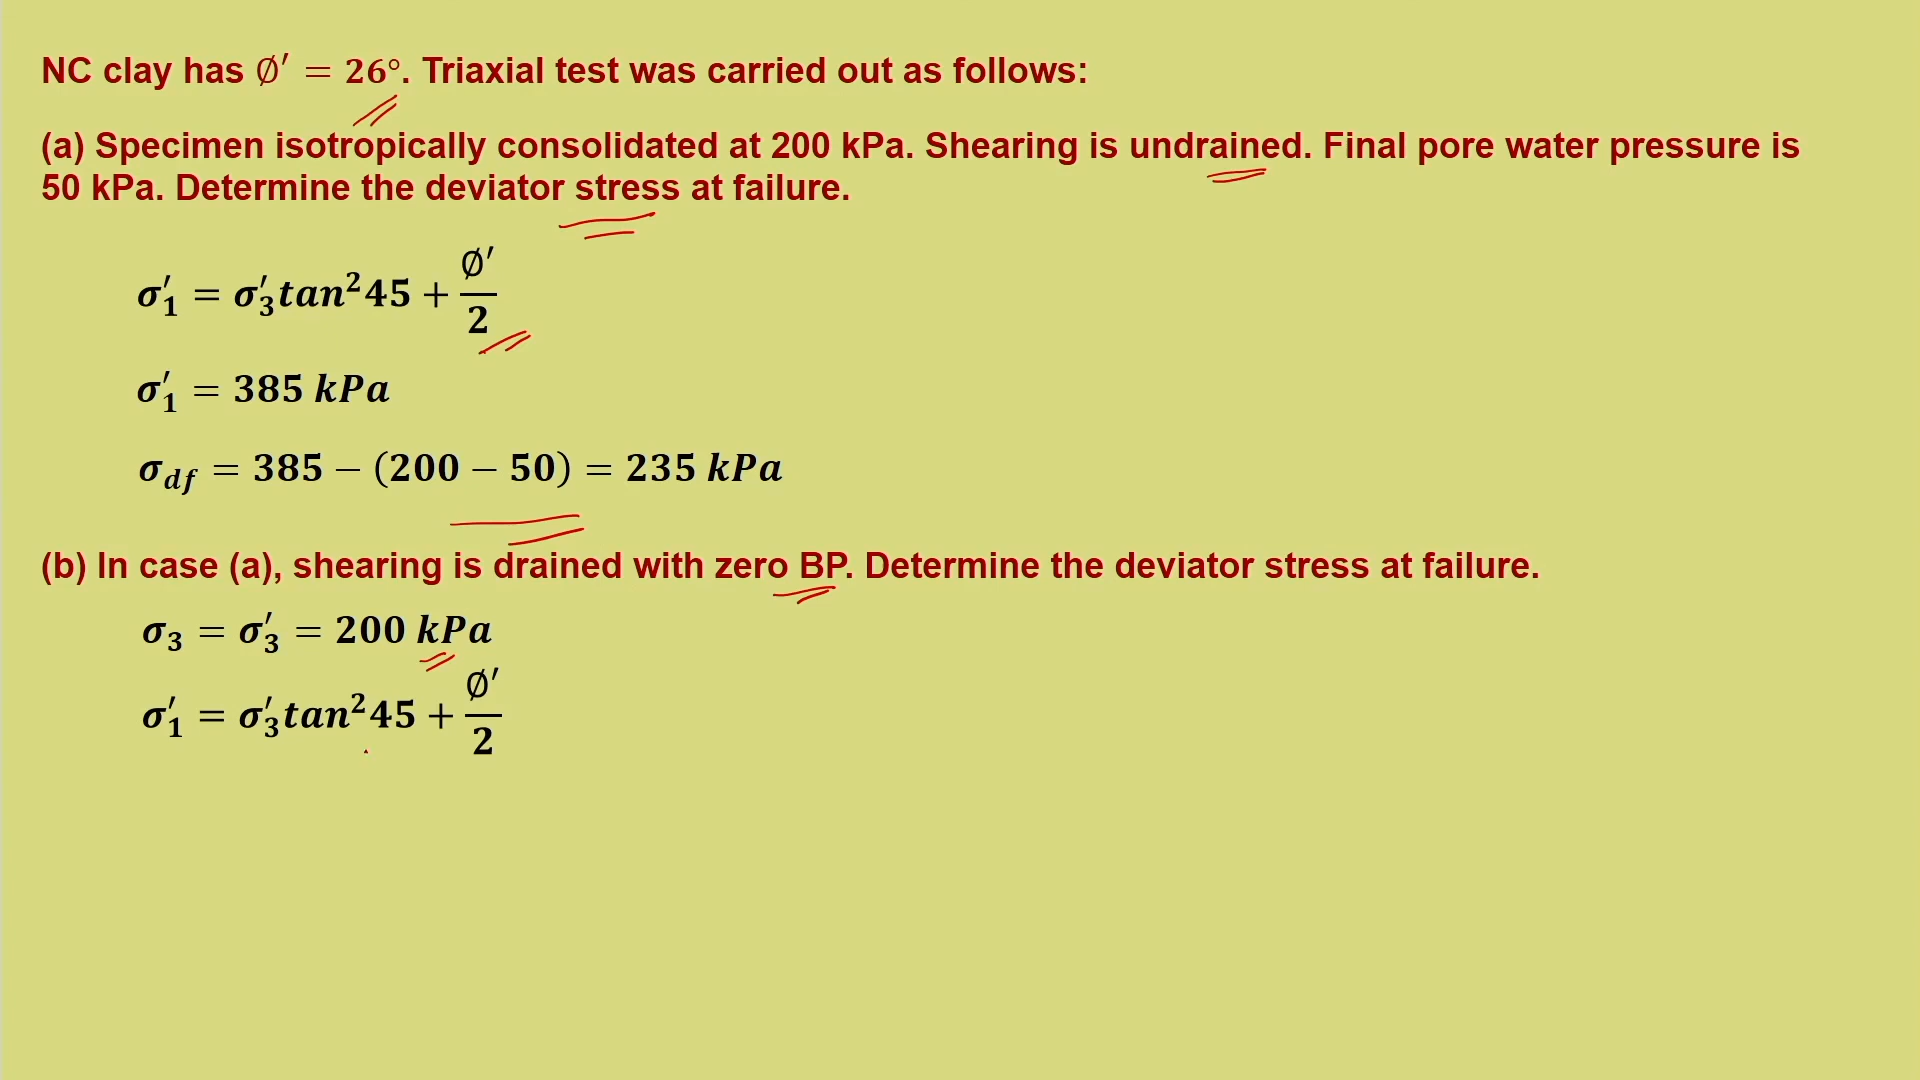 NC clay has ∅′ = 26°. Triaxial test was carried out as follows:
(a) Specimen isotropically consolidated at 200 kPa. Shearing is undrained. Final pore water pressure is
50 kPa. Determine the deviator stress at failure.
σ′₁ = σ′₃tan²45 + ∅′/2
σ′₁ = 385 kPa
σ_df = 385 − (200 − 50) = 235 kPa
(b) In case (a), shearing is drained with zero BP. Determine the deviator stress at failure.
σ₃ = σ′₃ = 200 kPa
σ′₁ = σ′₃tan²45 + ∅′/2